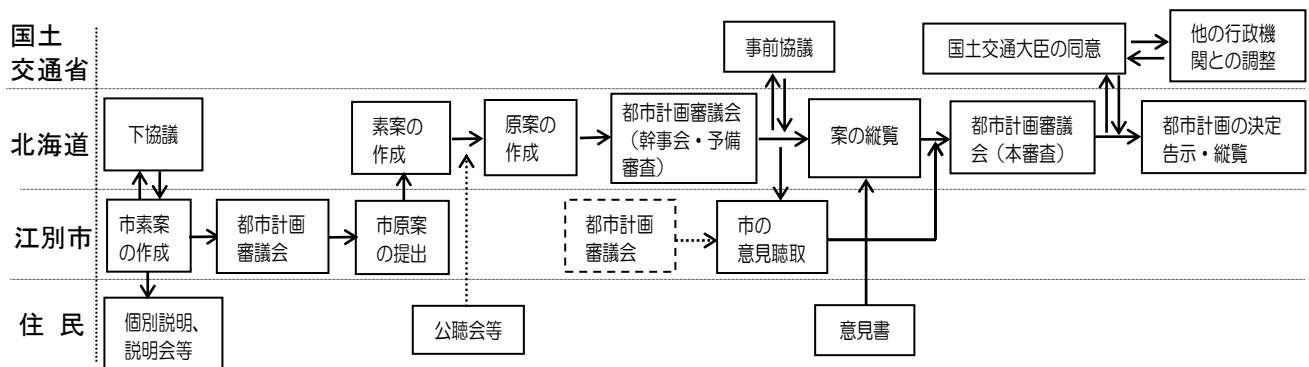 国土
交通省
事前協議
国土交通大臣の同意
他の行政機
関との調整
北海道
下協議
素案の
作成
原案の
作成
都市計画審議会
(幹事会・予備
審査)
案の縦覧
都市計画審議
会(本審査)
都市計画の決定
告示・縦覧
江別市
市素案
の作成
都市計画
審議会
市原案
の提出
都市計画
審議会
市の
意見聴取
住 民
個別説明、
説明会等
公聴会等
意見書